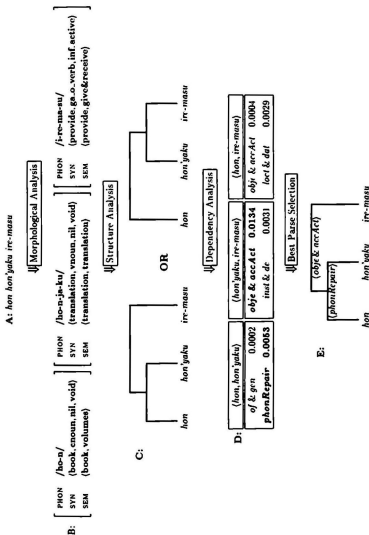 A: hon hon'yaku ire-masu
⇓ Morphological Analysis
B: [PHON /ho-n/] [PHON /ho-n-ja-ku/] [PHON /i-re-ma-su/]
[SYN (book, cnoun, nil, void)] [SYN (translation, vnoun, nil, void)] [SYN (provide, ga_o_verb, inf, active)]
[SEM (book, volumes)] [SEM (translation, translation)] [SEM (provide, give&receive)]
⇓ Structure Analysis
C: OR
hon hon'yaku ire-masu hon hon'yaku ire-masu
⇓ Dependency Analysis
D: (hon, hon'yaku) (hon'yaku, ire-masu) (hon, ire-masu)
of & gen 0.0002 obje & accAct 0.0134 obje & accAct 0.0004
phonRepair 0.0053 inst & de 0.0031 loct & dat 0.0029
⇓ Best Parse Selection
(obje & accAct)
(phonRepair)
E:
hon hon'yaku ire-masu